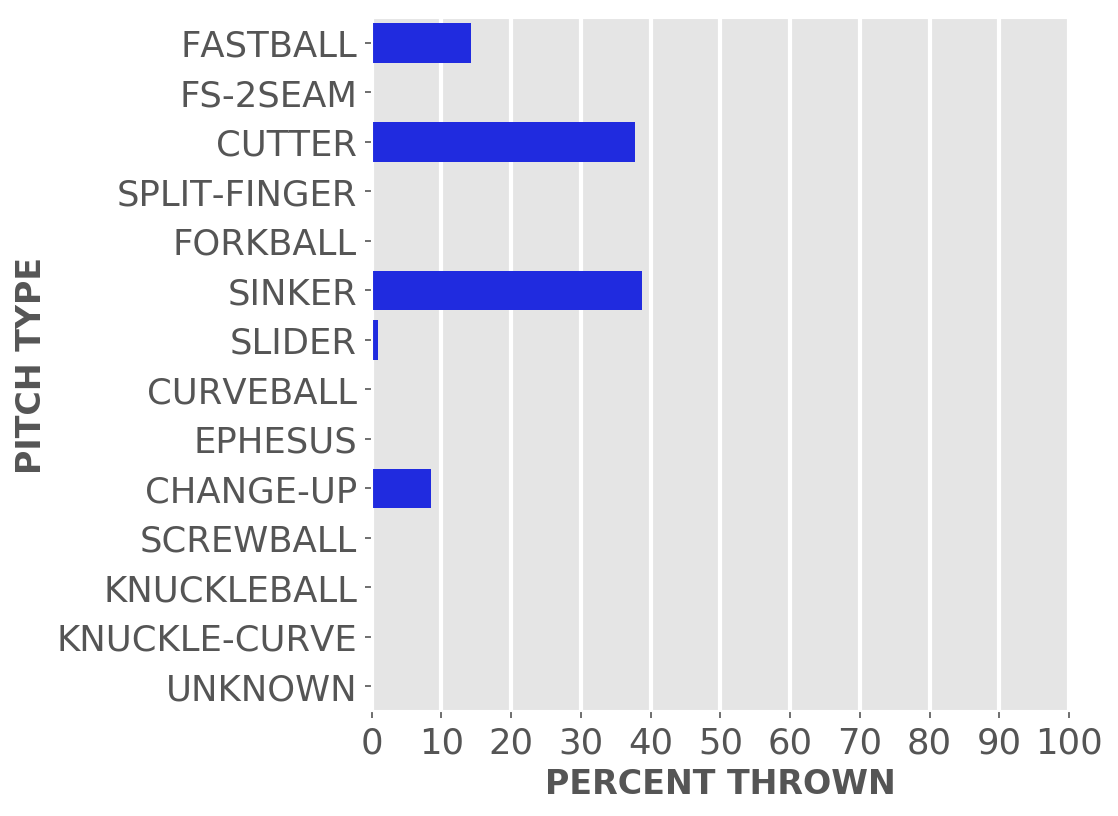 FASTBALL
FS-2SEAM
CUTTER
SPLIT-FINGER
FORKBALL
SINKER
SLIDER
CURVEBALL
EPHESUS
CHANGE-UP
SCREWBALL
KNUCKLEBALL
KNUCKLE-CURVE
UNKNOWN
PITCH TYPE
0 10 20 30 40 50 60 70 80 90 100
PERCENT THROWN